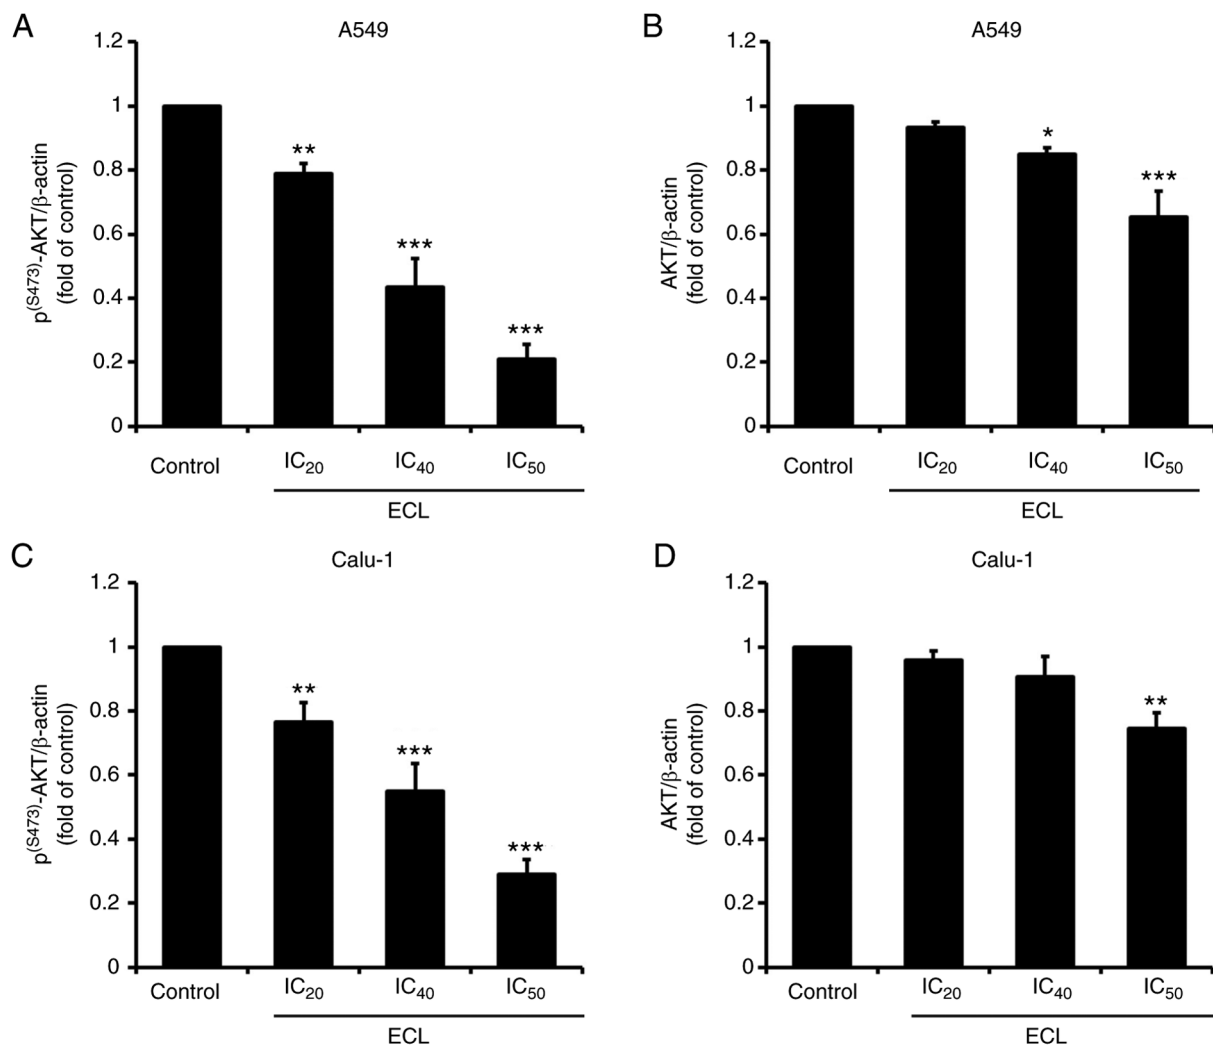 A
A549
p(S473)-AKT/β-actin
(fold of control)
1.2
1
0.8
0.6
0.4
0.2
0
**
***
***
Control
IC20
IC40
IC50
ECL
B
A549
AKT/β-actin
(fold of control)
1.2
1
0.8
0.6
0.4
0.2
0
*
***
Control
IC20
IC40
IC50
ECL
C
Calu-1
p(S473)-AKT/β-actin
(fold of control)
1.2
1
0.8
0.6
0.4
0.2
0
**
***
***
Control
IC20
IC40
IC50
ECL
D
Calu-1
AKT/β-actin
(fold of control)
1.2
1
0.8
0.6
0.4
0.2
0
**
Control
IC20
IC40
IC50
ECL